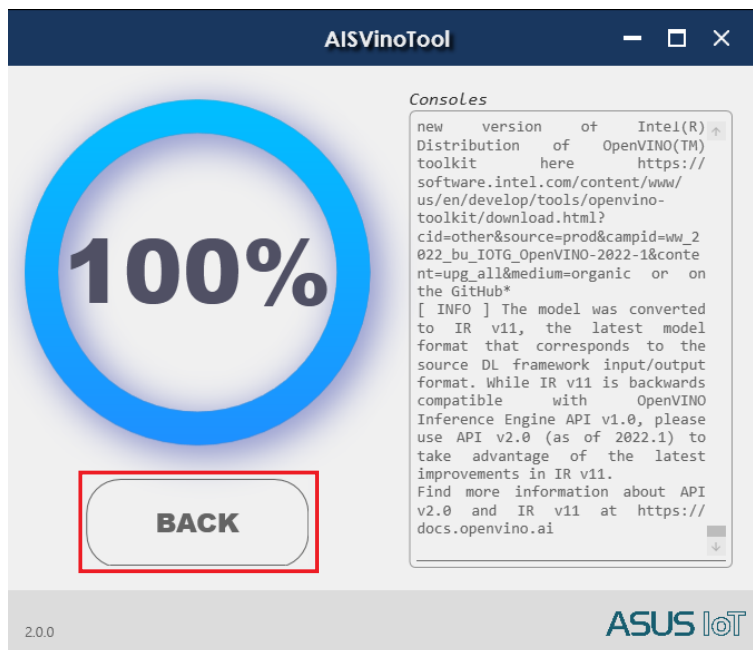 AISVinoTool
Consoles
new version of Intel(R)
Distribution of OpenVINO(TM)
toolkit here https://
software.intel.com/content/www/
us/en/develop/tools/openvino-
toolkit/download.html?
cid=other&source=prod&campid=ww_2
022_bu_IOTG_OpenVINO-2022-1&conte
nt=upg_all&medium=organic or on
the GitHub*
[ INFO ] The model was converted
to IR v11, the latest model
format that corresponds to the
source DL framework input/output
format. While IR v11 is backwards
compatible with OpenVINO
Inference Engine API v1.0, please
use API v2.0 (as of 2022.1) to
take advantage of the latest
improvements in IR v11.
Find more information about API
v2.0 and IR v11 at https://
docs.openvino.ai
100%
BACK
2.0.0
ASUS IoT